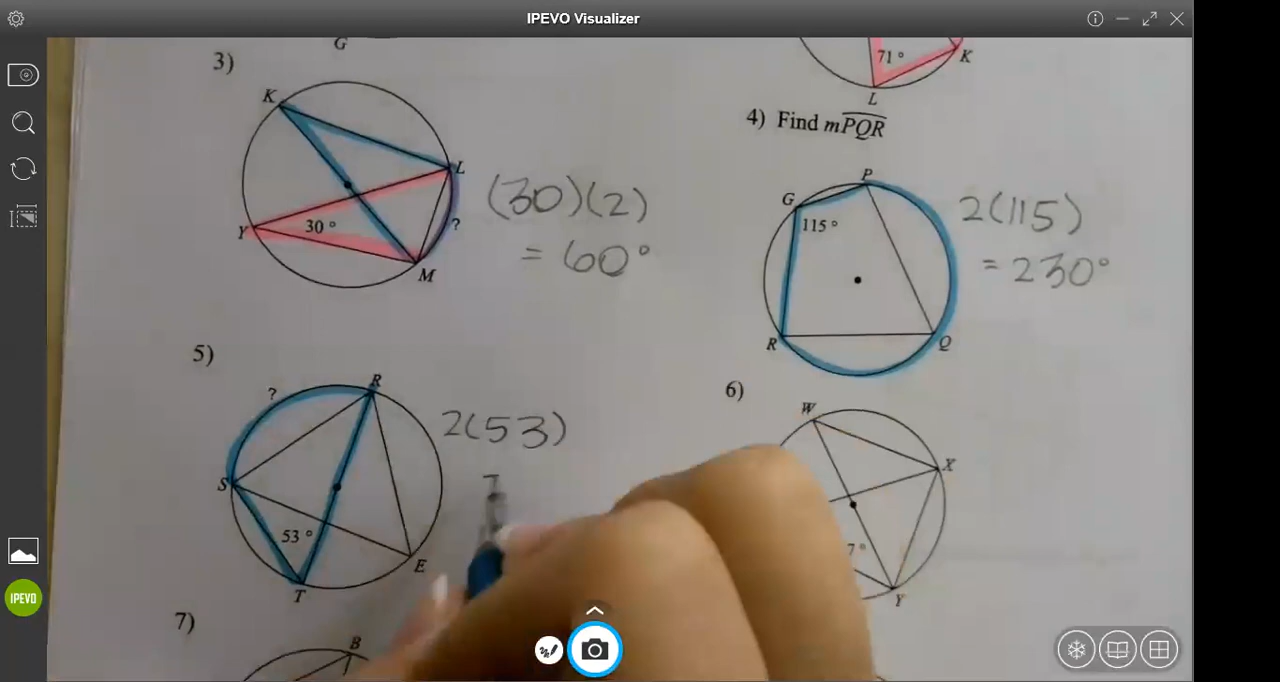 IPEVO Visualizer
G
3)
K
L
Y
30°
M
?
(30)(2)
= 60°
71°
K
L
4) Find mPQR
P
G
115°
R
Q
2(115)
= 230°
5)
?
R
S
53°
T
E
2(53)
6)
W
X
7°
Y
7)
B
IPEVO